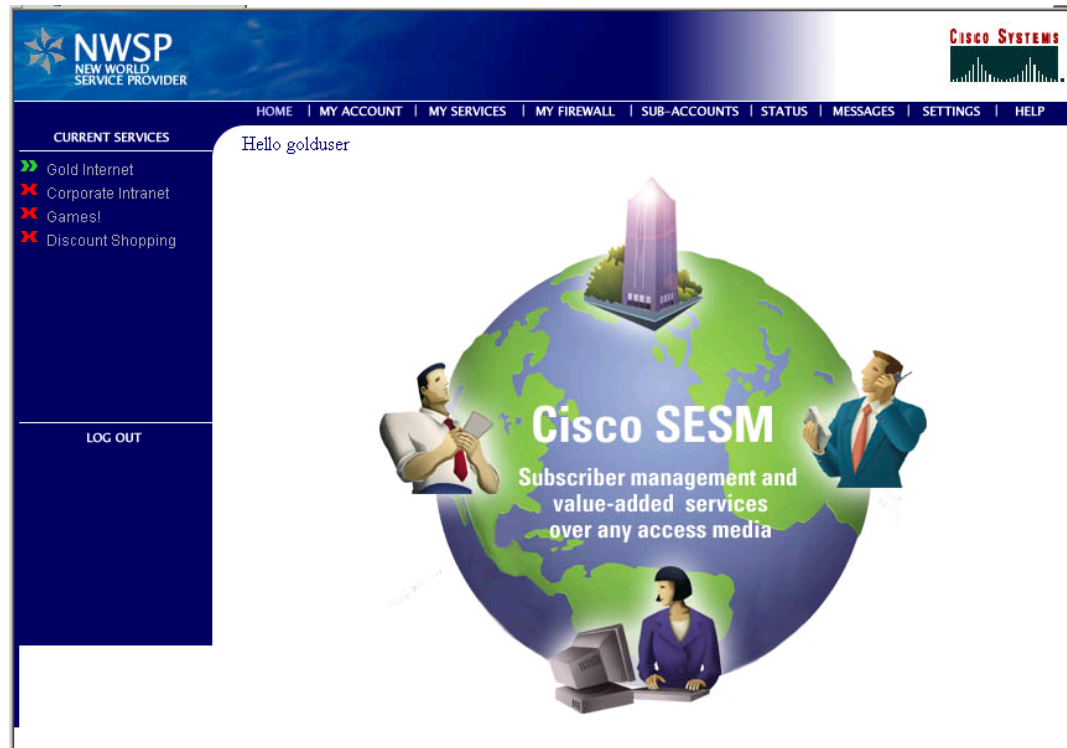 NWSP
NEW WORLD
SERVICE PROVIDER
CISCO SYSTEMS
HOME | MY ACCOUNT | MY SERVICES | MY FIREWALL | SUB-ACCOUNTS | STATUS | MESSAGES | SETTINGS | HELP
CURRENT SERVICES
Hello golduser
Gold Internet
Corporate Intranet
Games!
Discount Shopping
LOG OUT
Cisco SESM
Subscriber management and
value-added services
over any access media